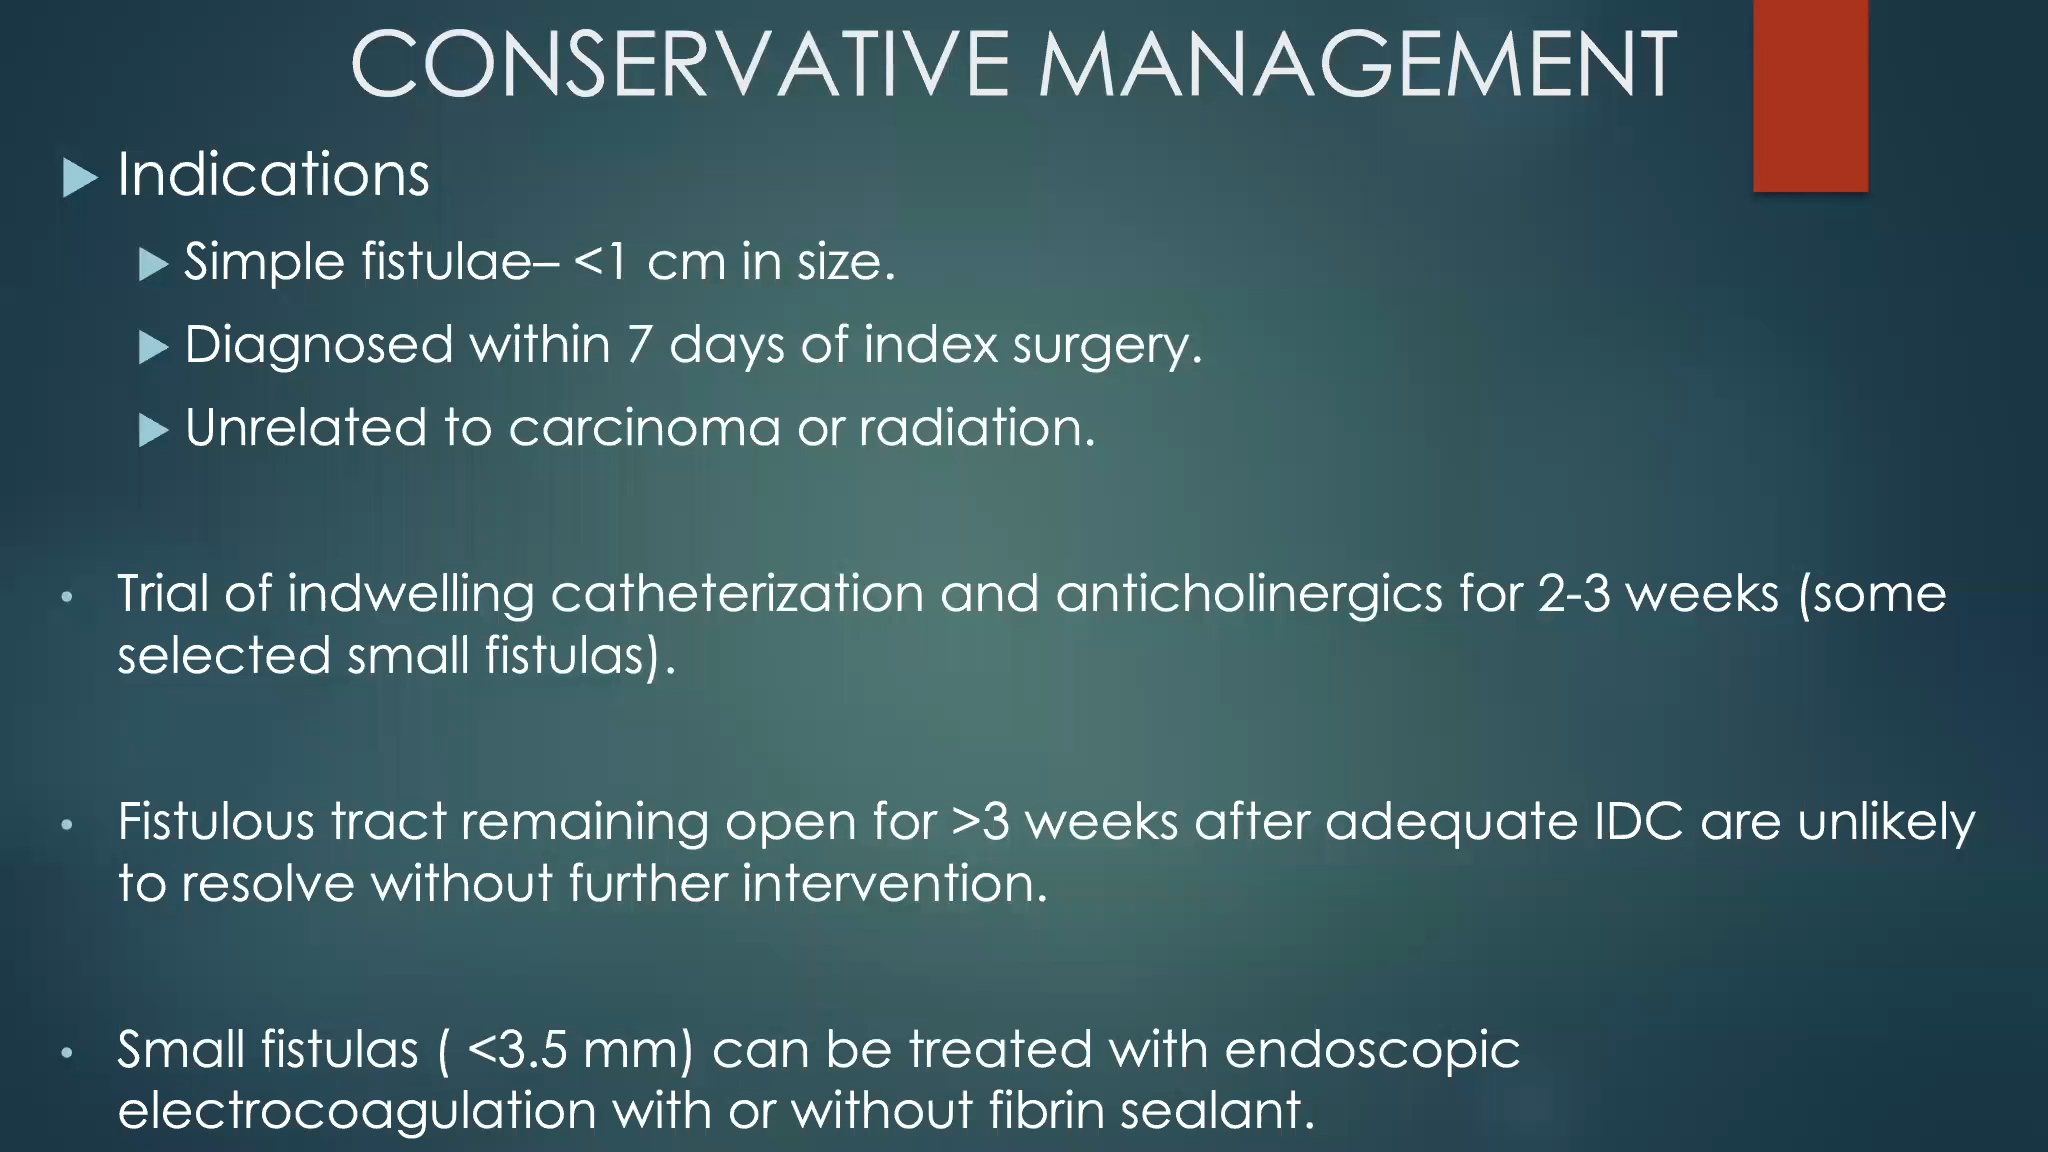 CONSERVATIVE MANAGEMENT
Indications
Simple fistulae– <1 cm in size.
Diagnosed within 7 days of index surgery.
Unrelated to carcinoma or radiation.
Trial of indwelling catheterization and anticholinergics for 2-3 weeks (some
selected small fistulas).
Fistulous tract remaining open for >3 weeks after adequate IDC are unlikely
to resolve without further intervention.
Small fistulas ( <3.5 mm) can be treated with endoscopic
electrocoagulation with or without fibrin sealant.